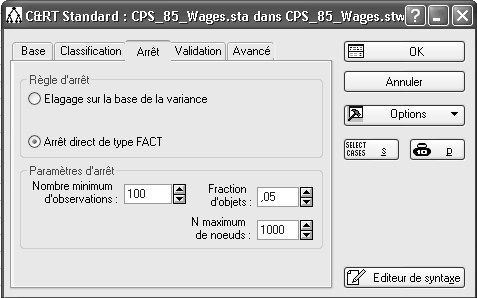 C&RT Standard : CPS_85_Wages.sta dans CPS_85_Wages.stw
Base
Classification
Arrêt
Validation
Avancé
OK
Annuler
Options
SELECT
CASES
S
D
Règle d'arrêt
Elagage sur la base de la variance
Arrêt direct de type FACT
Paramètres d'arrêt
Nombre minimum
d'observations :
100
Fraction
d'objets :
,05
N maximum
de noeuds :
1000
Editeur de syntaxe